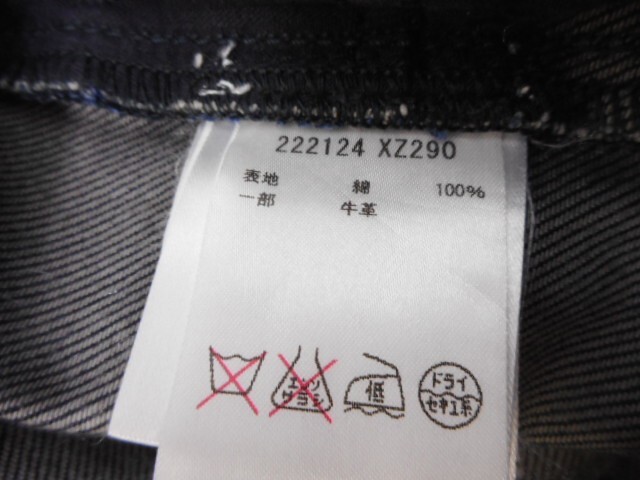 222124 XZ290
表地 綿 100%
一部 牛革
エンソ
サラシ
低
ドライ
セキユ系